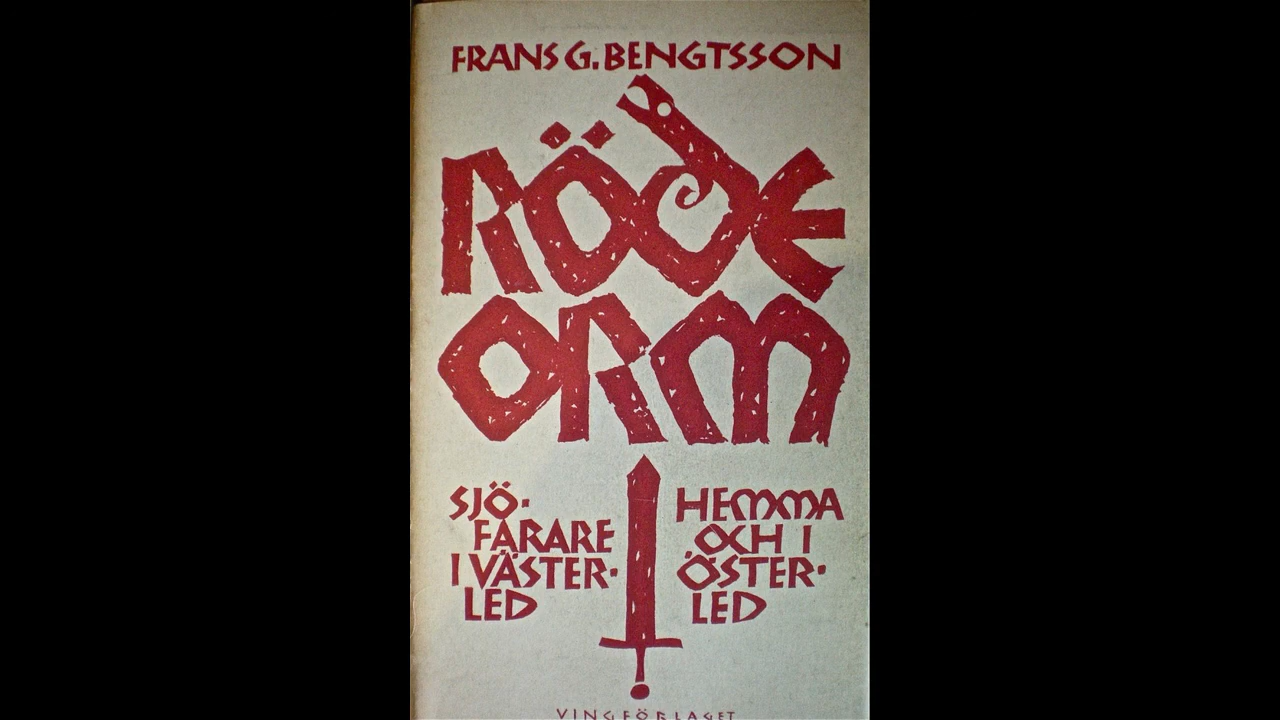 FRANS G. BENGTSSON
RÖDE
ORM
SJÖ-
FARARE
I VÄSTER-
LED
HEMMA
OCH I
ÖSTER-
LED
VINGFÖRLAGET